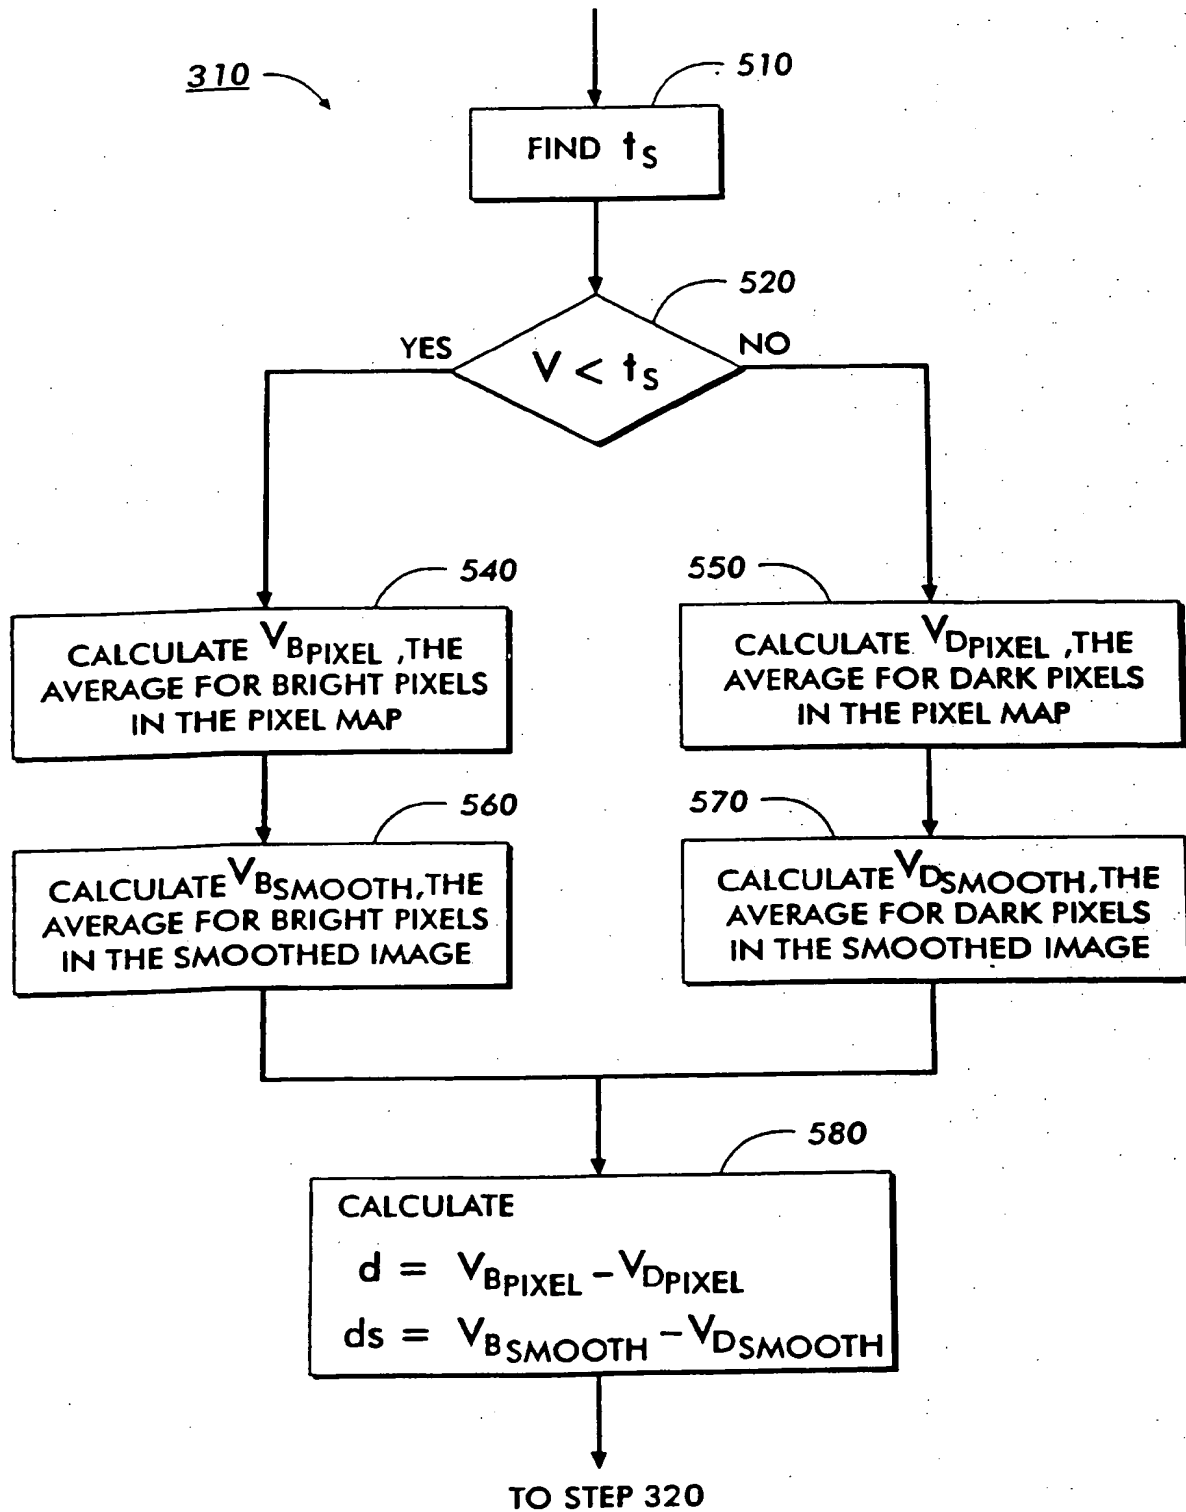 310
510
FIND tS
520
YES
V < tS
NO
540
CALCULATE VBPIXEL ,THE
AVERAGE FOR BRIGHT PIXELS
IN THE PIXEL MAP
550
CALCULATE VDPIXEL ,THE
AVERAGE FOR DARK PIXELS
IN THE PIXEL MAP
560
CALCULATE VBSMOOTH, THE
AVERAGE FOR BRIGHT PIXELS
IN THE SMOOTHED IMAGE
570
CALCULATE VDSMOOTH, THE
AVERAGE FOR DARK PIXELS
IN THE SMOOTHED IMAGE
580
CALCULATE
d = VBPIXEL - VDPIXEL
ds = VBSMOOTH - VDSMOOTH
TO STEP 320